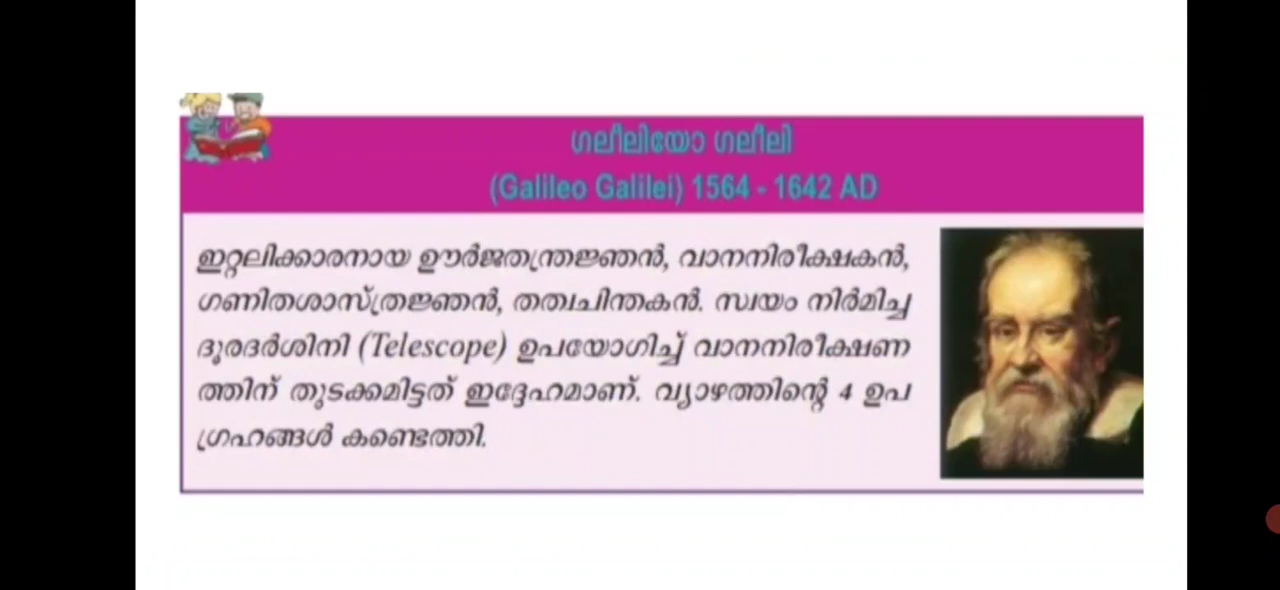 ഗലീലിയോ ഗലീലി
(Galileo Galilei) 1564 - 1642 AD
ഇറ്റലിക്കാരനായ ഊർജതന്ത്രജ്ഞൻ, വാനനിരീക്ഷകൻ,
ഗണിതശാസ്ത്രജ്ഞൻ, തത്വചിന്തകൻ. സ്വയം നിർമിച്ച
ദൂരദർശിനി (Telescope) ഉപയോഗിച്ച് വാനനിരീക്ഷണ
ത്തിന് തുടക്കമിട്ടത് ഇദ്ദേഹമാണ്. വ്യാഴത്തിന്റെ 4 ഉപ
ഗ്രഹങ്ങൾ കണ്ടെത്തി.